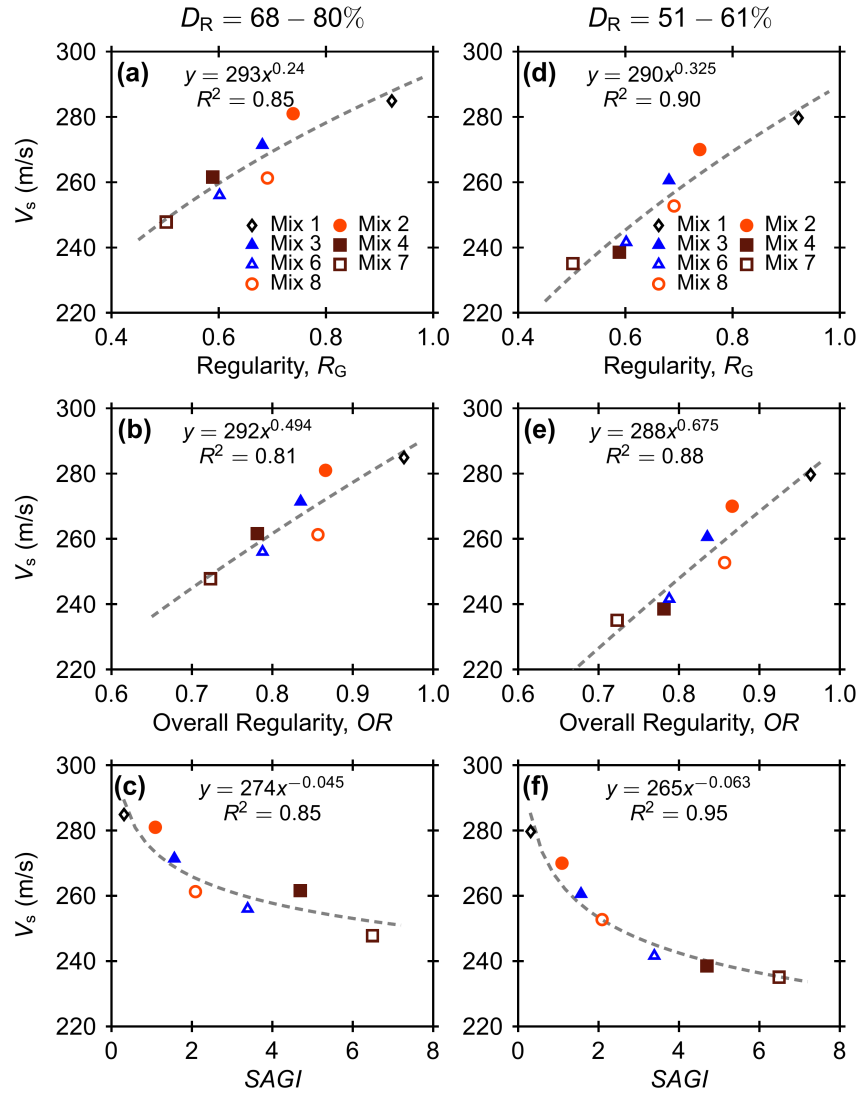 D_R = 68 − 80%
D_R = 51 − 61%
(a)
y = 293x^0.24
R² = 0.85
300
280
260
240
220
V_s (m/s)
Mix 1 Mix 2
Mix 3 Mix 4
Mix 6 Mix 7
Mix 8
0.4 0.6 0.8 1.0
Regularity, R_G
(d)
y = 290x^0.325
R² = 0.90
300
280
260
240
220
V_s (m/s)
Mix 1 Mix 2
Mix 3 Mix 4
Mix 6 Mix 7
Mix 8
0.4 0.6 0.8 1.0
Regularity, R_G
(b)
y = 292x^0.494
R² = 0.81
300
280
260
240
220
V_s (m/s)
0.6 0.7 0.8 0.9 1.0
Overall Regularity, OR
(e)
y = 288x^0.675
R² = 0.88
300
280
260
240
220
V_s (m/s)
0.6 0.7 0.8 0.9 1.0
Overall Regularity, OR
(c)
y = 274x^−0.045
R² = 0.85
300
280
260
240
220
V_s (m/s)
0 2 4 6 8
SAGI
(f)
y = 265x^−0.063
R² = 0.95
300
280
260
240
220
V_s (m/s)
0 2 4 6 8
SAGI